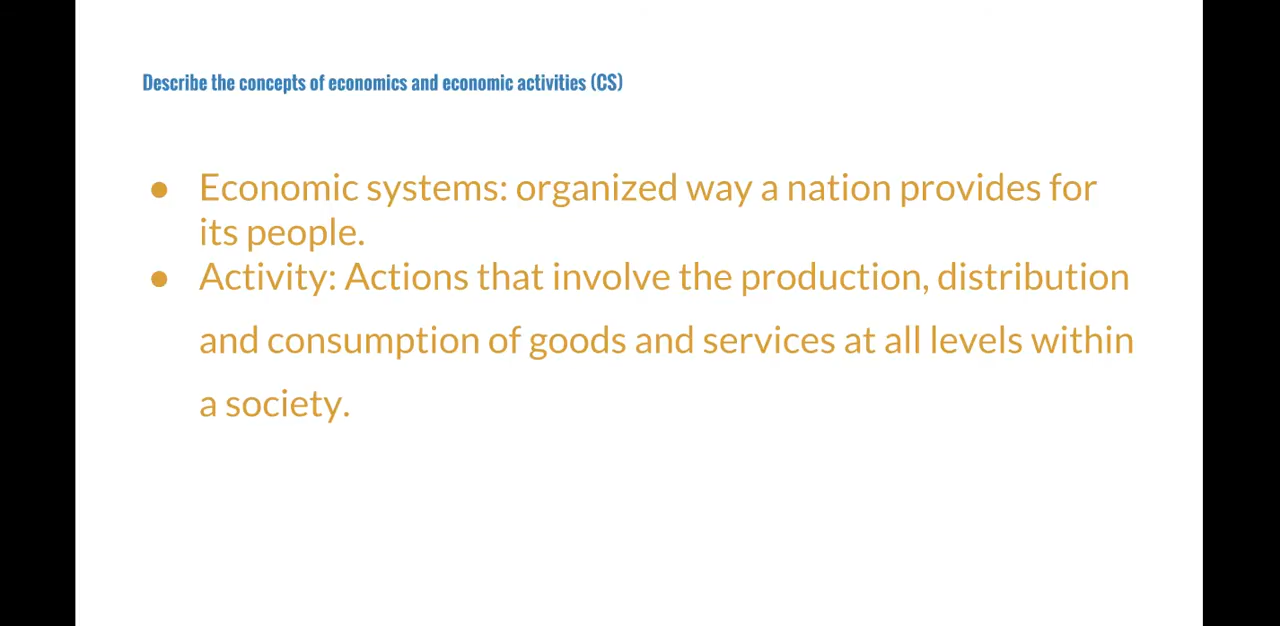 Describe the concepts of economics and economic activities (CS)
● Economic systems: organized way a nation provides for
its people.
● Activity: Actions that involve the production, distribution
and consumption of goods and services at all levels within
a society.